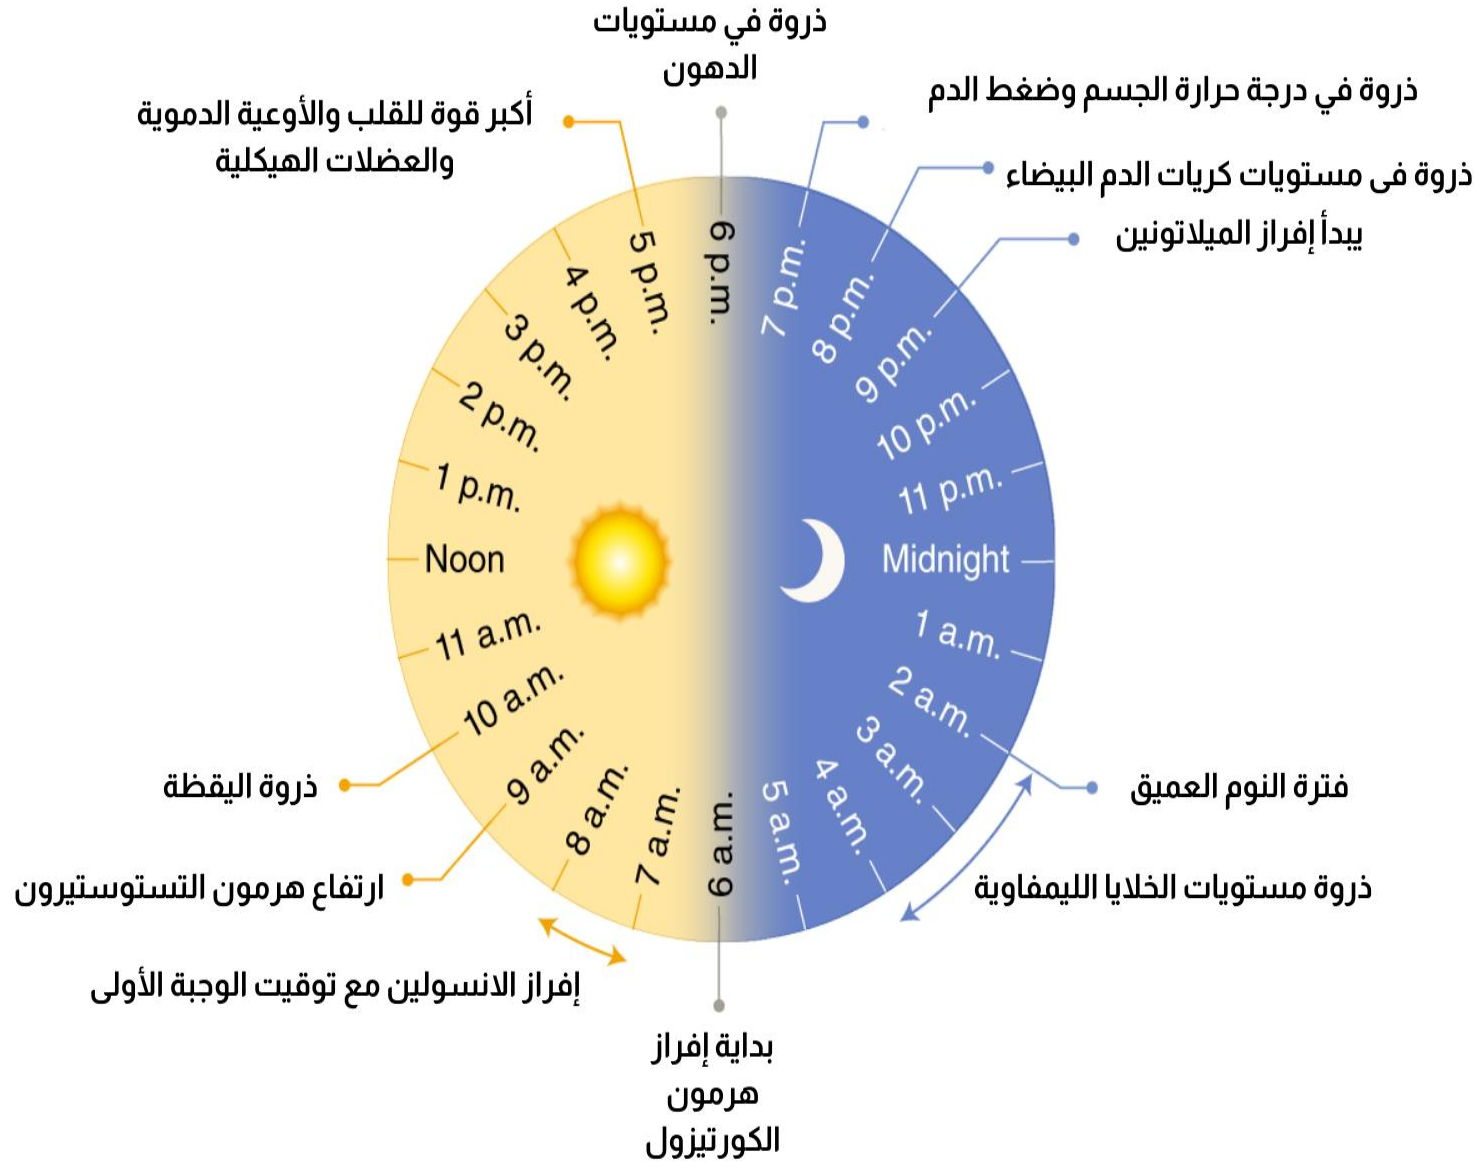 ذروة في مستويات
الدهون
ذروة في درجة حرارة الجسم وضغط الدم
أكبر قوة للقلب والأوعية الدموية
والعضلات الهيكلية
ذروة فى مستويات كريات الدم البيضاء
يبدأ إفراز الميلاتونين
6 p.m.
7 p.m.
8 p.m.
9 p.m.
10 p.m.
11 p.m.
Midnight
1 a.m.
2 a.m.
3 a.m.
4 a.m.
5 a.m.
6 a.m.
7 a.m.
8 a.m.
9 a.m.
10 a.m.
11 a.m.
Noon
1 p.m.
2 p.m.
3 p.m.
4 p.m.
5 p.m.
فترة النوم العميق
ذروة اليقظة
ذروة مستويات الخلايا الليمفاوية
ارتفاع هرمون التستوستيرون
إفراز الانسولين مع توقيت الوجبة الأولى
بداية إفراز
هرمون
الكورتيزول